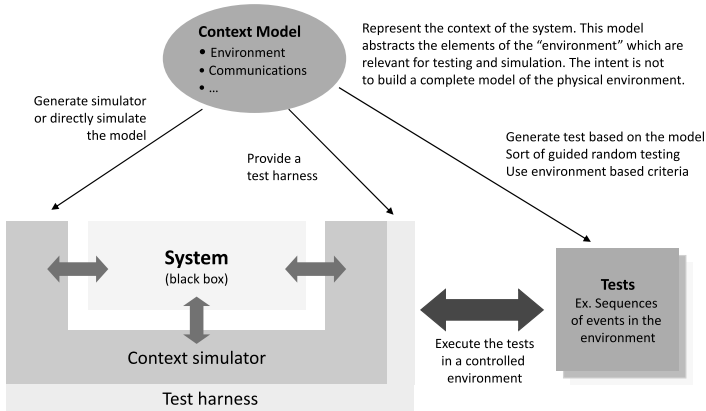 Context Model
• Environment
• Communications
• ...
Represent the context of the system. This model
abstracts the elements of the “environment” which are
relevant for testing and simulation. The intent is not
to build a complete model of the physical environment.
Generate simulator
or directly simulate
the model
Provide a
test harness
Generate test based on the model
Sort of guided random testing
Use environment based criteria
System
(black box)
Context simulator
Test harness
Execute the tests
in a controlled
environment
Tests
Ex. Sequences
of events in the
environment